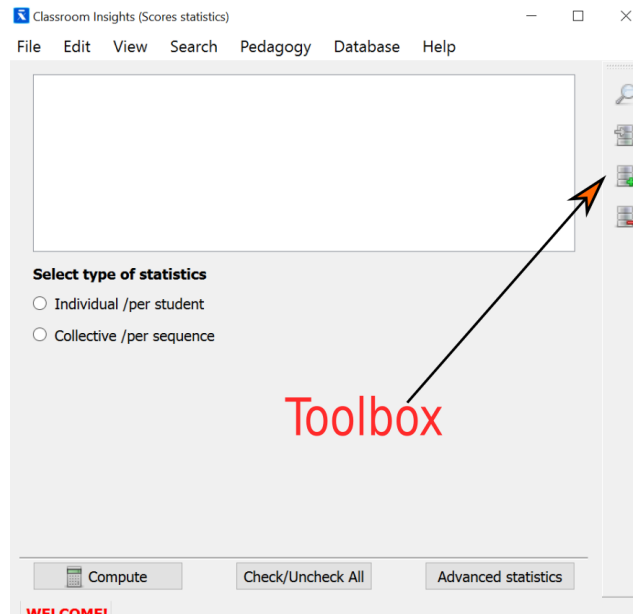 Classroom Insights (Scores statistics)
File Edit View Search Pedagogy Database Help
Select type of statistics
Individual /per student
Collective /per sequence
Toolbox
Compute Check/Unckeck All Advanced statistics
WELCOME!